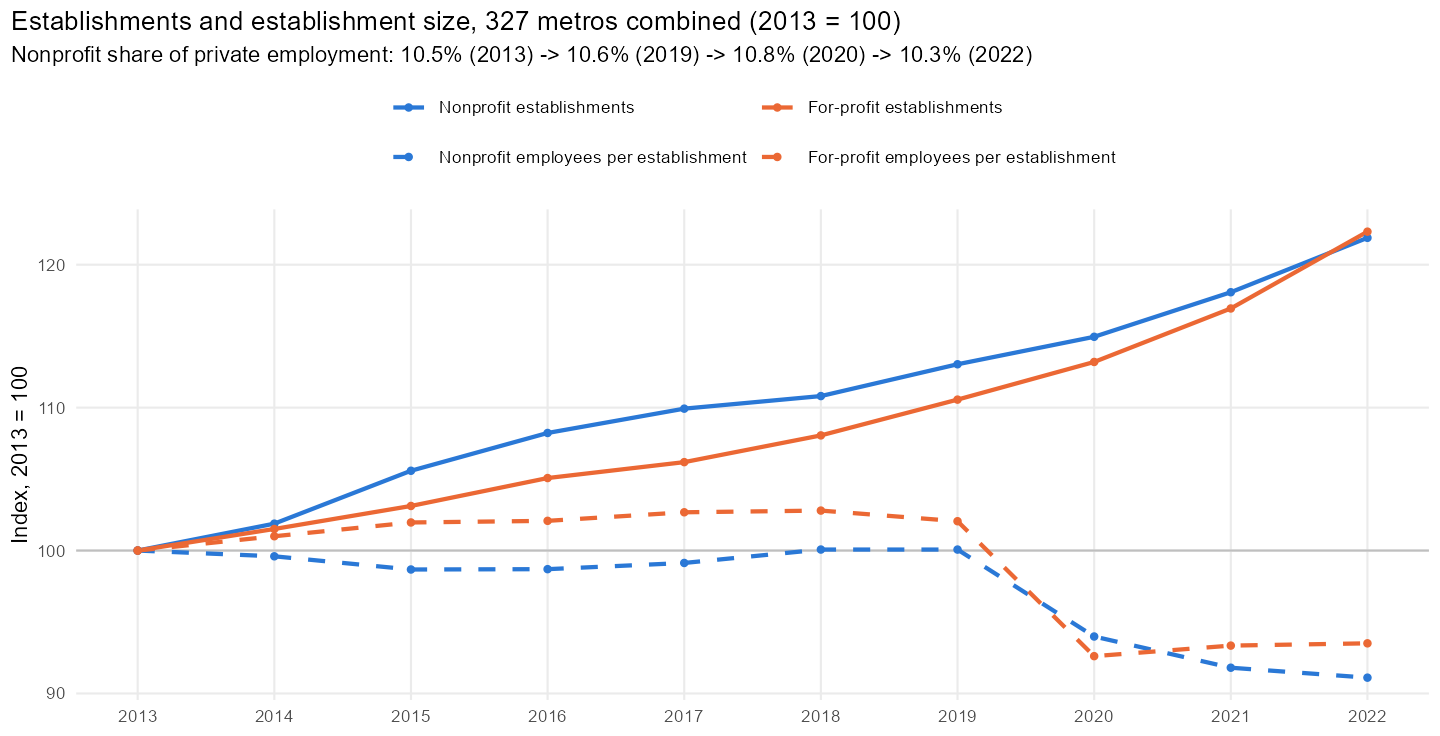 Establishments and establishment size, 327 metros combined (2013 = 100)
Nonprofit share of private employment: 10.5% (2013) -> 10.6% (2019) -> 10.8% (2020) -> 10.3% (2022)
Nonprofit establishments For-profit establishments
Nonprofit employees per establishment For-profit employees per establishment
Index, 2013 = 100
120
110
100
90
2013 2014 2015 2016 2017 2018 2019 2020 2021 2022